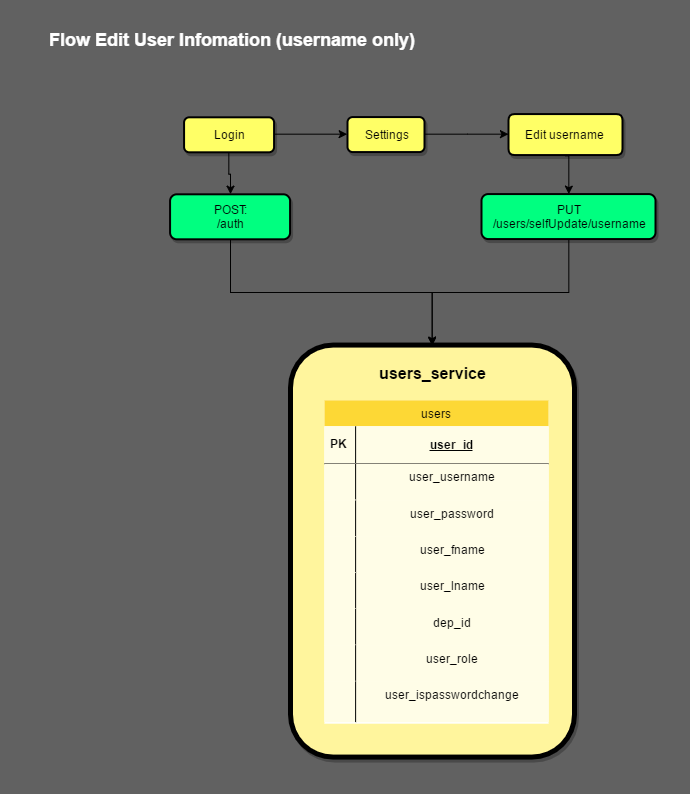 Flow Edit User Infomation (username only)
Login
Settings
Edit username
POST:
/auth
PUT
/users/selfUpdate/username
users_service
users
PK
user_id
user_username
user_password
user_fname
user_lname
dep_id
user_role
user_ispasswordchange